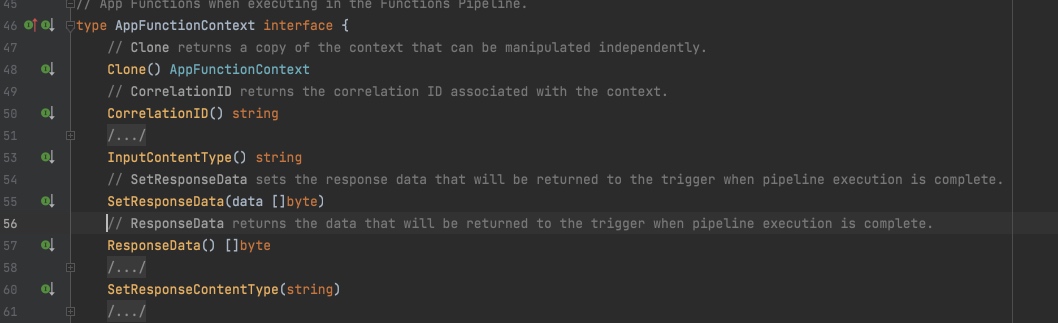 45 // App Functions when executing in the Functions Pipeline.
46 type AppFunctionContext interface {
47 // Clone returns a copy of the context that can be manipulated independently.
48 Clone() AppFunctionContext
49 // CorrelationID returns the correlation ID associated with the context.
50 CorrelationID() string
51 /.../
53 InputContentType() string
54 // SetResponseData sets the response data that will be returned to the trigger when pipeline execution is complete.
55 SetResponseData(data []byte)
56 // ResponseData returns the data that will be returned to the trigger when pipeline execution is complete.
57 ResponseData() []byte
58 /.../
60 SetResponseContentType(string)
61 /.../